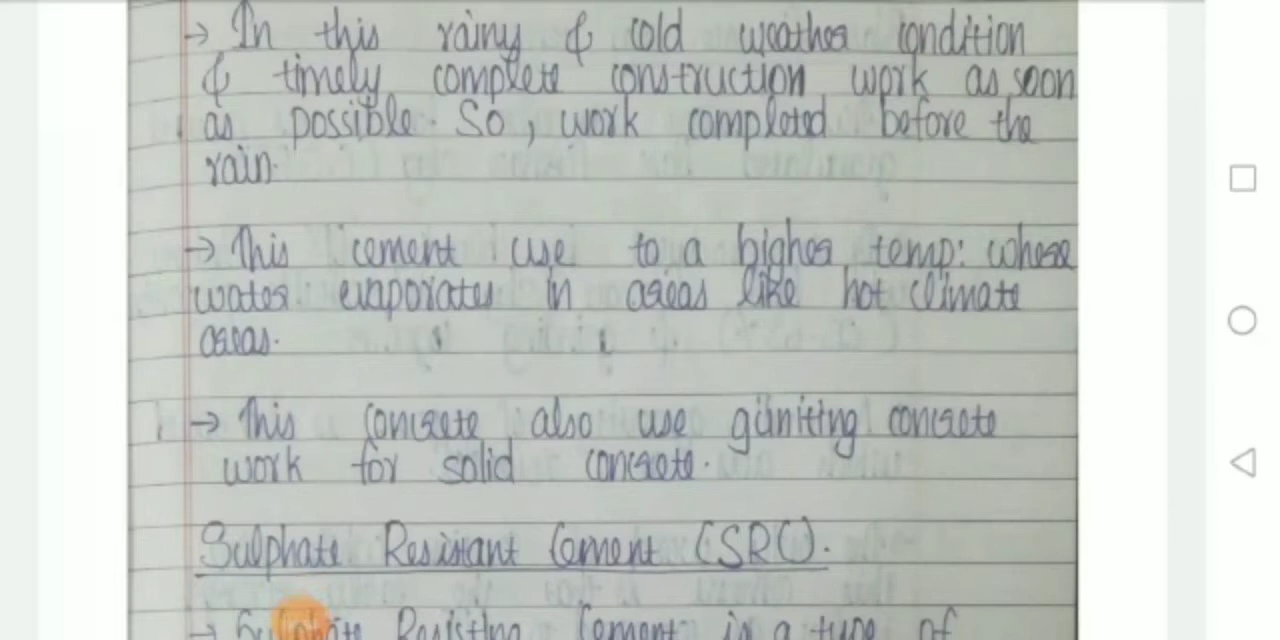 → In this rainy & cold weather condition
& timely complete construction work as soon
as possible. So, work completed before the
rain.
→ This cement use to a higher temp: where
water evaporates in areas like hot climate
areas.
→ This concrete also use guniting concrete
work for solid concrete.
Sulphate Resistant Cement (SRC).
→ Resisting Cement is a type of